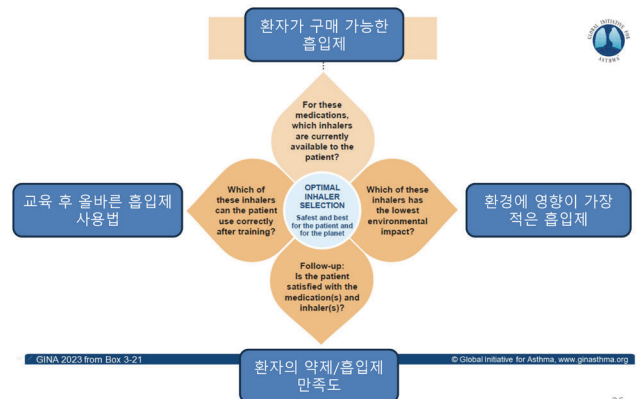 환자가 구매 가능한
흡입제
GLOBAL INITIATIVE FOR
ASTHMA
For these
medications,
which inhalers
are currently
available to the
patient?
교육 후 올바른 흡입제
사용법
Which of
these inhalers
can the patient
use correctly
after training?
OPTIMAL
INHALER
SELECTION
Safest and best
for the patient and
for the planet
Which of these
inhalers has
the lowest
environmental
impact?
환경에 영향이 가장
적은 흡입제
Follow-up:
Is the patient
satisfied with the
medication(s) and
inhaler(s)?
GINA 2023 from Box 3-21
환자의 약제/흡입제
만족도
© Global Initiative for Asthma, www.ginasthma.org